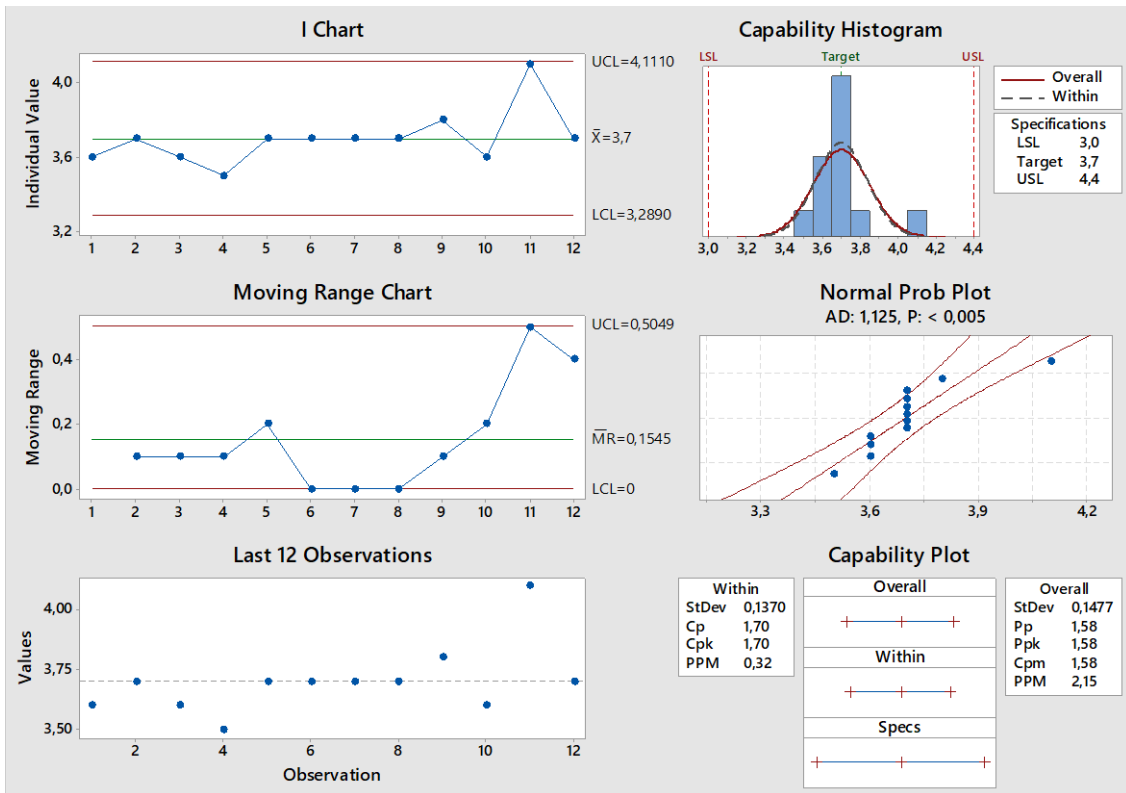 I Chart
Individual Value
4,0
3,6
3,2
UCL=4,1110
X̄=3,7
LCL=3,2890
1 2 3 4 5 6 7 8 9 10 11 12
Capability Histogram
LSL Target USL
3,0 3,2 3,4 3,6 3,8 4,0 4,2 4,4
Overall
Within
Specifications
LSL 3,0
Target 3,7
USL 4,4
Moving Range Chart
Moving Range
0,4
0,2
0,0
UCL=0,5049
M̅R̅=0,1545
LCL=0
1 2 3 4 5 6 7 8 9 10 11 12
Normal Prob Plot
AD: 1,125, P: < 0,005
3,3 3,6 3,9 4,2
Last 12 Observations
Values
4,00
3,75
3,50
2 4 6 8 10 12
Observation
Capability Plot
Within
StDev 0,1370
Cp 1,70
Cpk 1,70
PPM 0,32
Overall
Within
Specs
Overall
StDev 0,1477
Pp 1,58
Ppk 1,58
Cpm 1,58
PPM 2,15